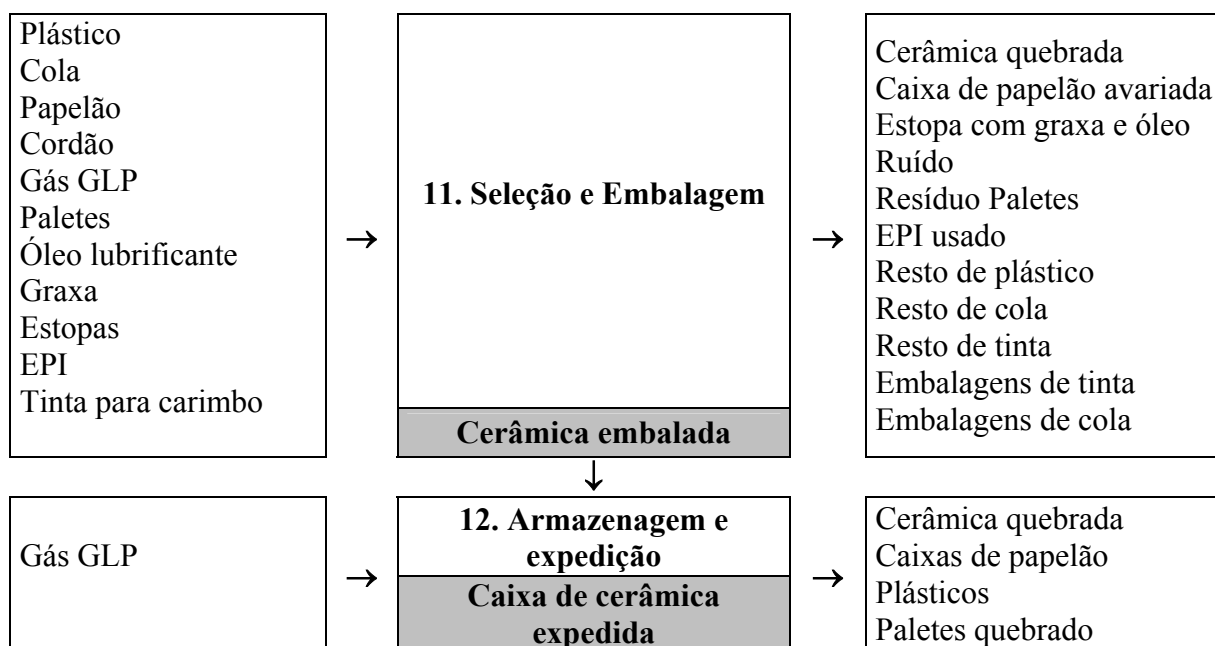 Plástico
Cola
Papelão
Cordão
Gás GLP
Paletes
Óleo lubrificante
Graxa
Estopas
EPI
Tinta para carimbo
→
11. Seleção e Embalagem
Cerâmica embalada
→
Cerâmica quebrada
Caixa de papelão avariada
Estopa com graxa e óleo
Ruído
Resíduo Paletes
EPI usado
Resto de plástico
Resto de cola
Resto de tinta
Embalagens de tinta
Embalagens de cola
↓
Gás GLP
→
12. Armazenagem e
expedição
Caixa de cerâmica
expedida
→
Cerâmica quebrada
Caixas de papelão
Plásticos
Paletes quebrado